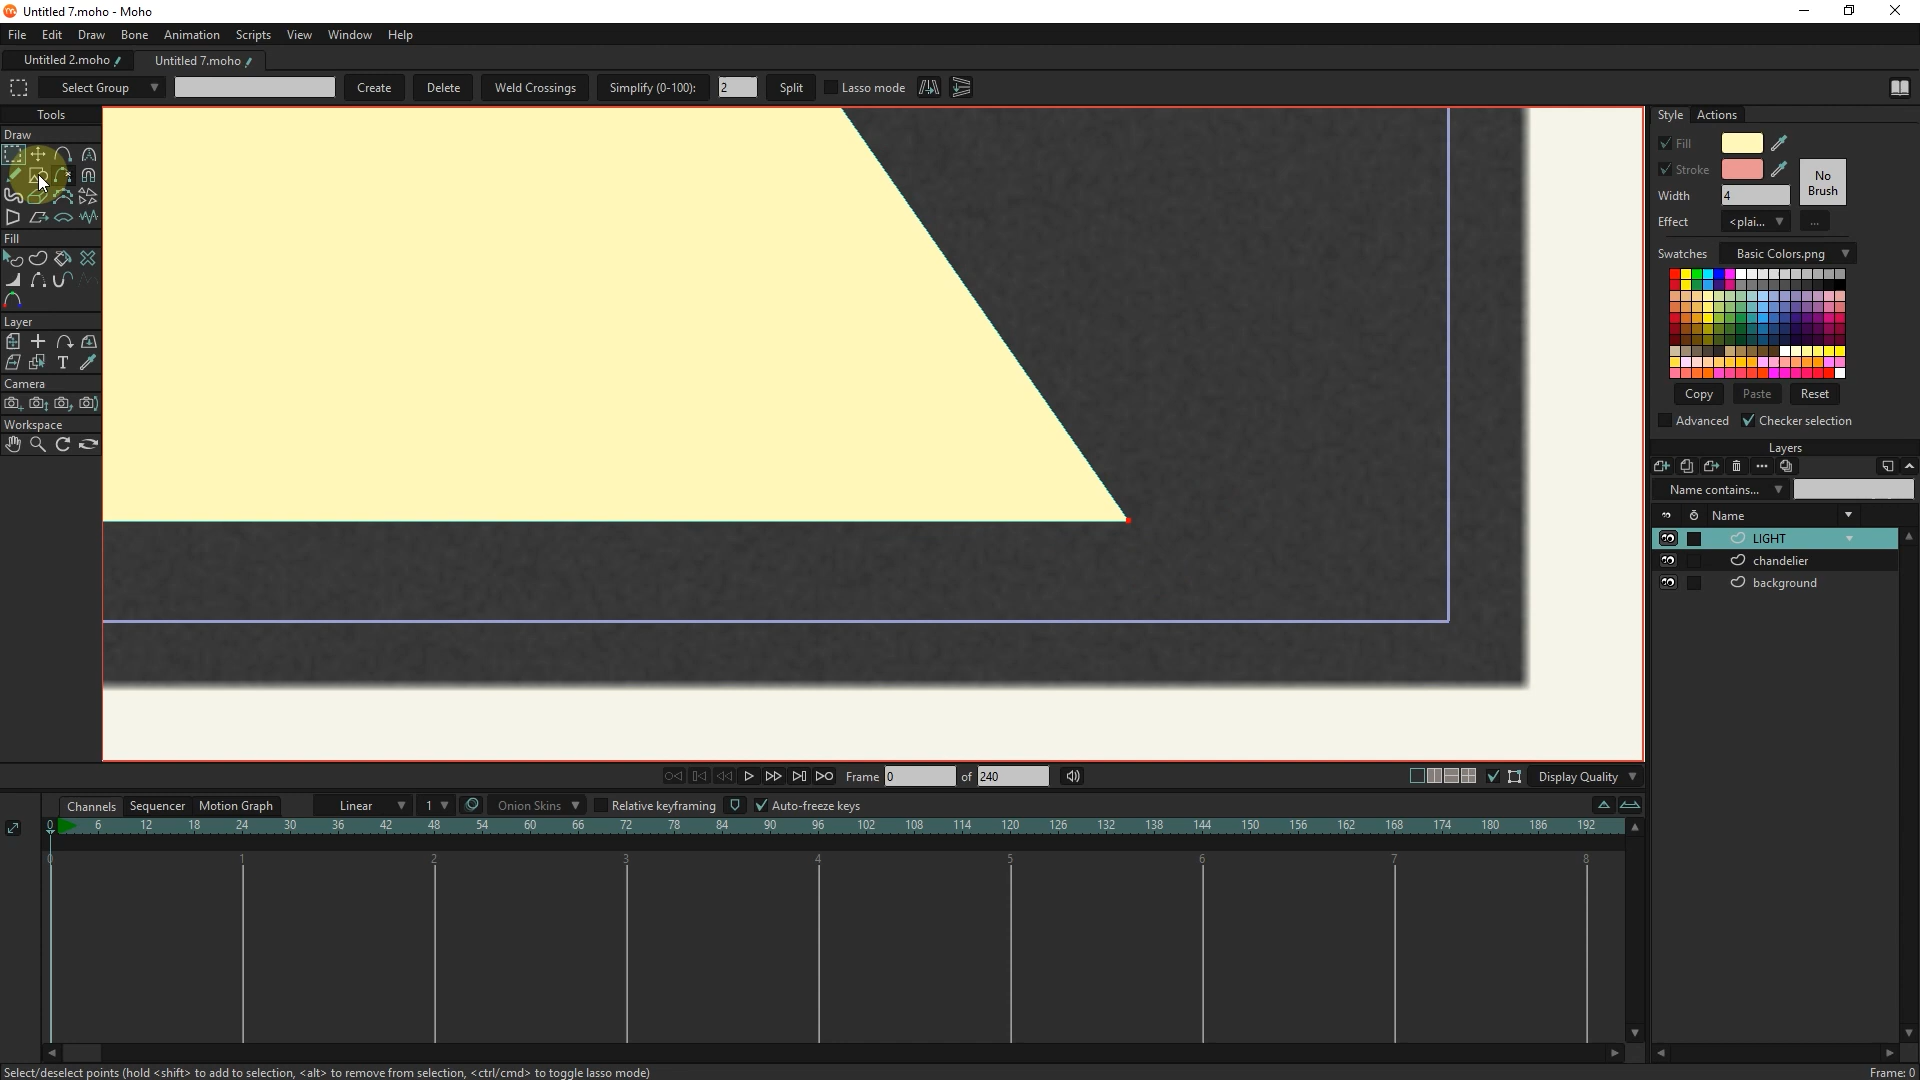 Untitled 7.moho - Moho
File Edit Draw Bone Animation Scripts View Window Help
Untitled 2.moho Untitled 7.moho
Select Group Create Delete Weld Crossings Simplify (0-100): 2 Split Lasso mode
Tools
Draw
Fill
Layer
T
Camera
Workspace
Style Actions
Fill
Stroke
No Brush
Width 4
Effect <plai... ...
Swatches Basic Colors.png
Copy Paste Reset
Advanced Checker selection
Layers
Name contains...
Name
LIGHT
chandelier
background
Frame 0 of 240 Display Quality
Channels Sequencer Motion Graph Linear 1 Onion Skins Relative keyframing Auto-freeze keys
0 6 12 18 24 30 36 42 48 54 60 66 72 78 84 90 96 102 108 114 120 126 132 138 144 150 156 162 168 174 180 186 192
0 1 2 3 4 5 6 7 8
Select/deselect points (hold <shift> to add to selection, <alt> to remove from selection, <ctrl/cmd> to toggle lasso mode) Frame: 0